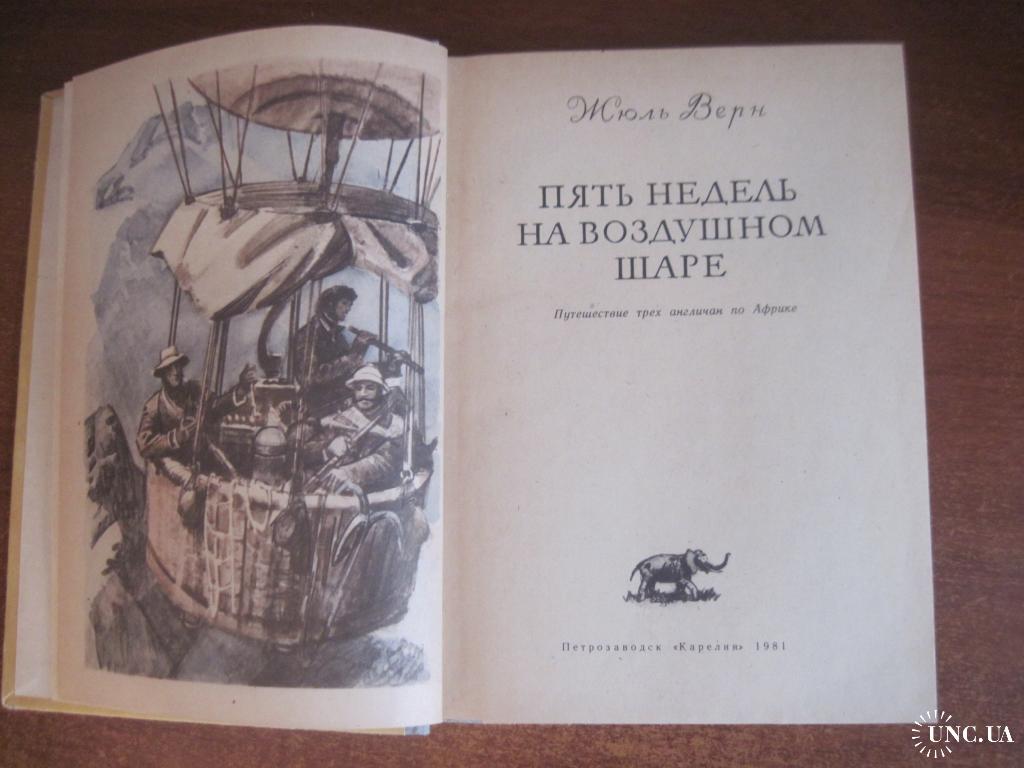 Жюль Верн
ПЯТЬ НЕДЕЛЬ
НА ВОЗДУШНОМ
ШАРЕ
Путешествие трех англичан по Африке
Петрозаводск «Карелия» 1981
UNC.UA